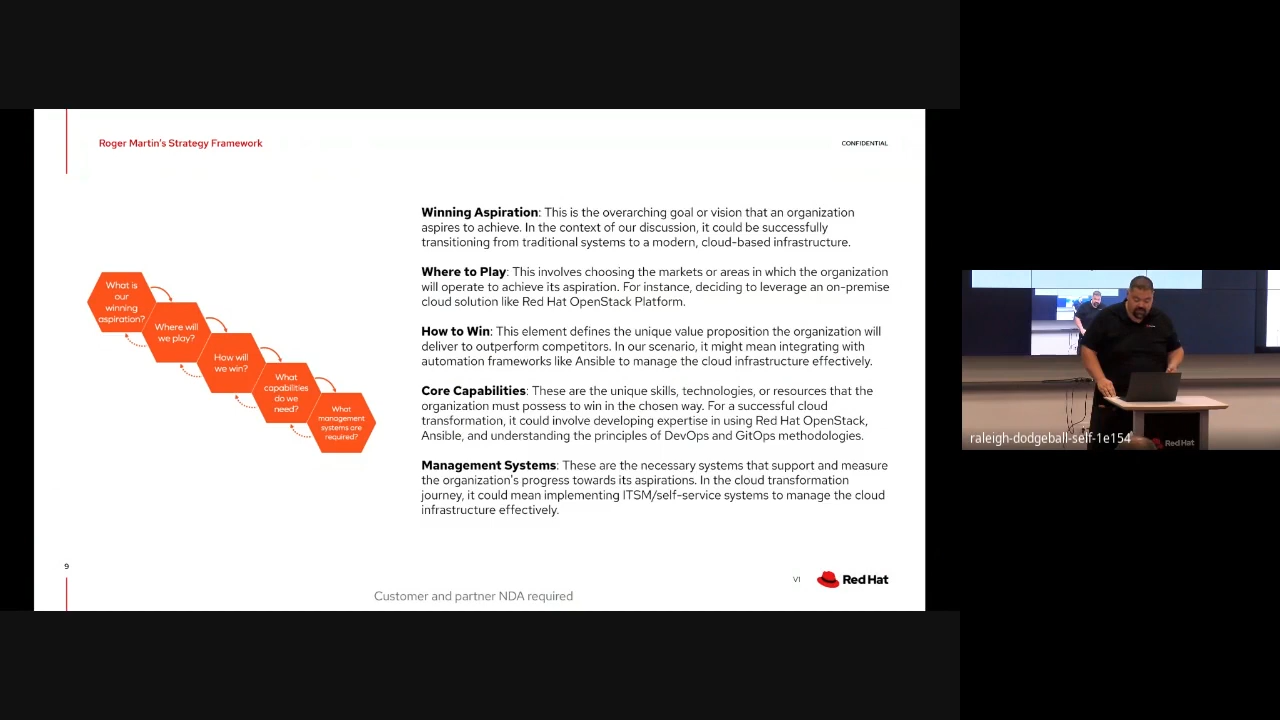 Roger Martin's Strategy Framework
CONFIDENTIAL
What is
our
winning
aspiration?
Where will
we play?
How will
we win?
What
capabilities
do we
need?
What
management
systems are
required?
Winning Aspiration: This is the overarching goal or vision that an organization
aspires to achieve. In the context of our discussion, it could be successfully
transitioning from traditional systems to a modern, cloud-based infrastructure.
Where to Play: This involves choosing the markets or areas in which the organization
will operate to achieve its aspiration. For instance, deciding to leverage an on-premise
cloud solution like Red Hat OpenStack Platform.
How to Win: This element defines the unique value proposition the organization will
deliver to outperform competitors. In our scenario, it might mean integrating with
automation frameworks like Ansible to manage the cloud infrastructure effectively.
Core Capabilities: These are the unique skills, technologies, or resources that the
organization must possess to win in the chosen way. For a successful cloud
transformation, it could involve developing expertise in using Red Hat OpenStack,
Ansible, and understanding the principles of DevOps and GitOps methodologies.
Management Systems: These are the necessary systems that support and measure
the organization's progress towards its aspirations. In the cloud transformation
journey, it could mean implementing ITSM/self-service systems to manage the cloud
infrastructure effectively.
9
V1
Red Hat
Customer and partner NDA required
raleigh-dodgeball-self-1e154
Red Hat